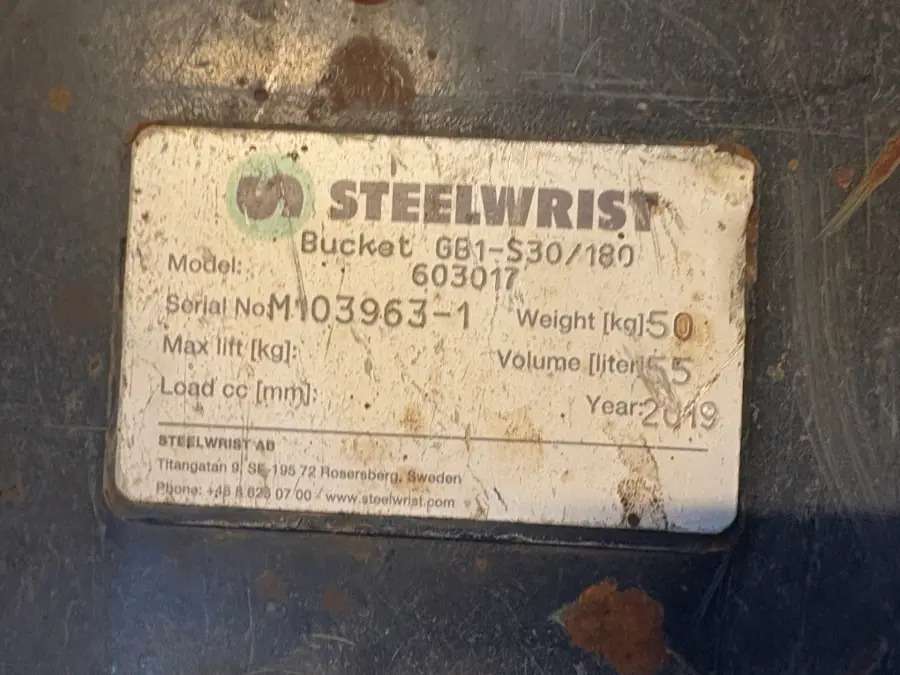 STEELWRIST
Bucket GB1-S30/180
Model: 603017
Serial No: M103963-1 Weight [kg]: 50
Max lift [kg]: Volume [liter]: 55
Load cc [mm]: Year: 2019
STEELWRIST AB
Titangatan 9, SE-195 72 Rosersberg, Sweden
Phone: +46 8 626 07 00 / www.steelwrist.com